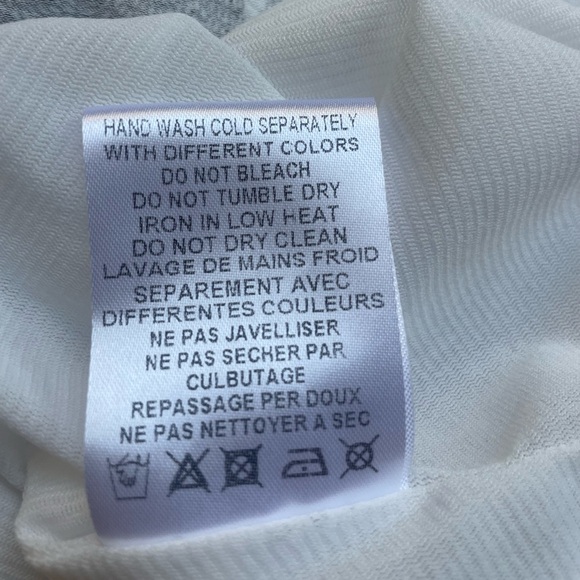 HAND WASH COLD SEPARATELY
WITH DIFFERENT COLORS
DO NOT BLEACH
DO NOT TUMBLE DRY
IRON IN LOW HEAT
DO NOT DRY CLEAN
LAVAGE DE MAINS FROID
SEPAREMENT AVEC
DIFFERENTES COULEURS
NE PAS JAVELLISER
NE PAS SECHER PAR
CULBUTAGE
REPASSAGE PER DOUX
NE PAS NETTOYER A SEC